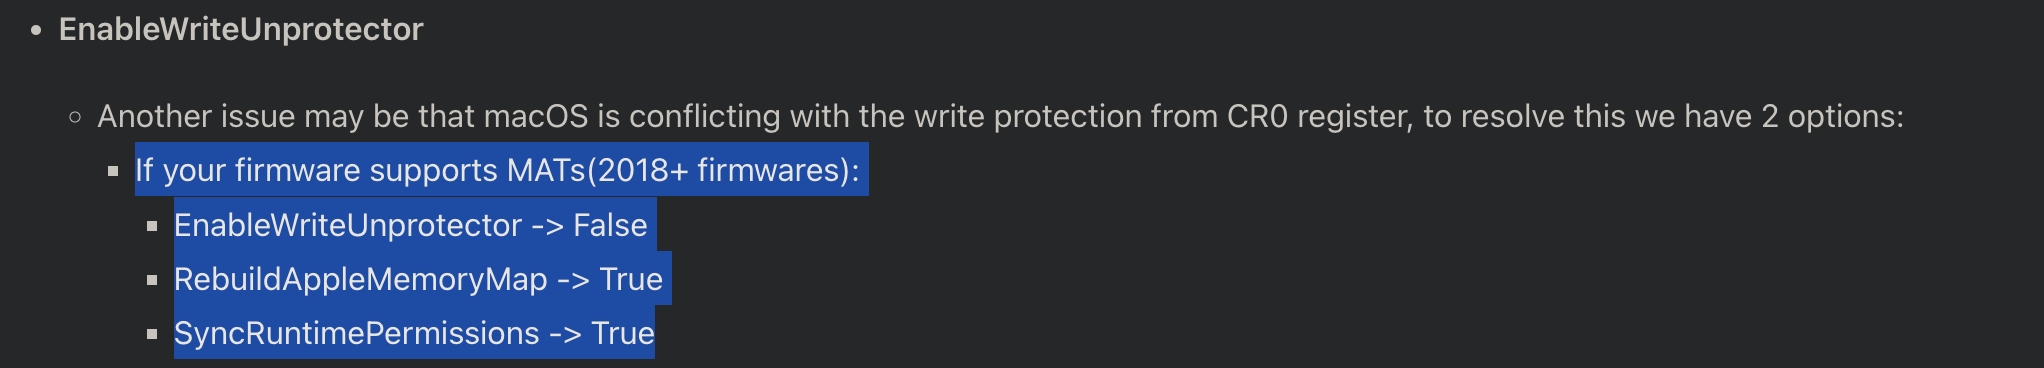 EnableWriteUnprotector
Another issue may be that macOS is conflicting with the write protection from CR0 register, to resolve this we have 2 options:
If your firmware supports MATs(2018+ firmwares):
EnableWriteUnprotector -> False
RebuildAppleMemoryMap -> True
SyncRuntimePermissions -> True